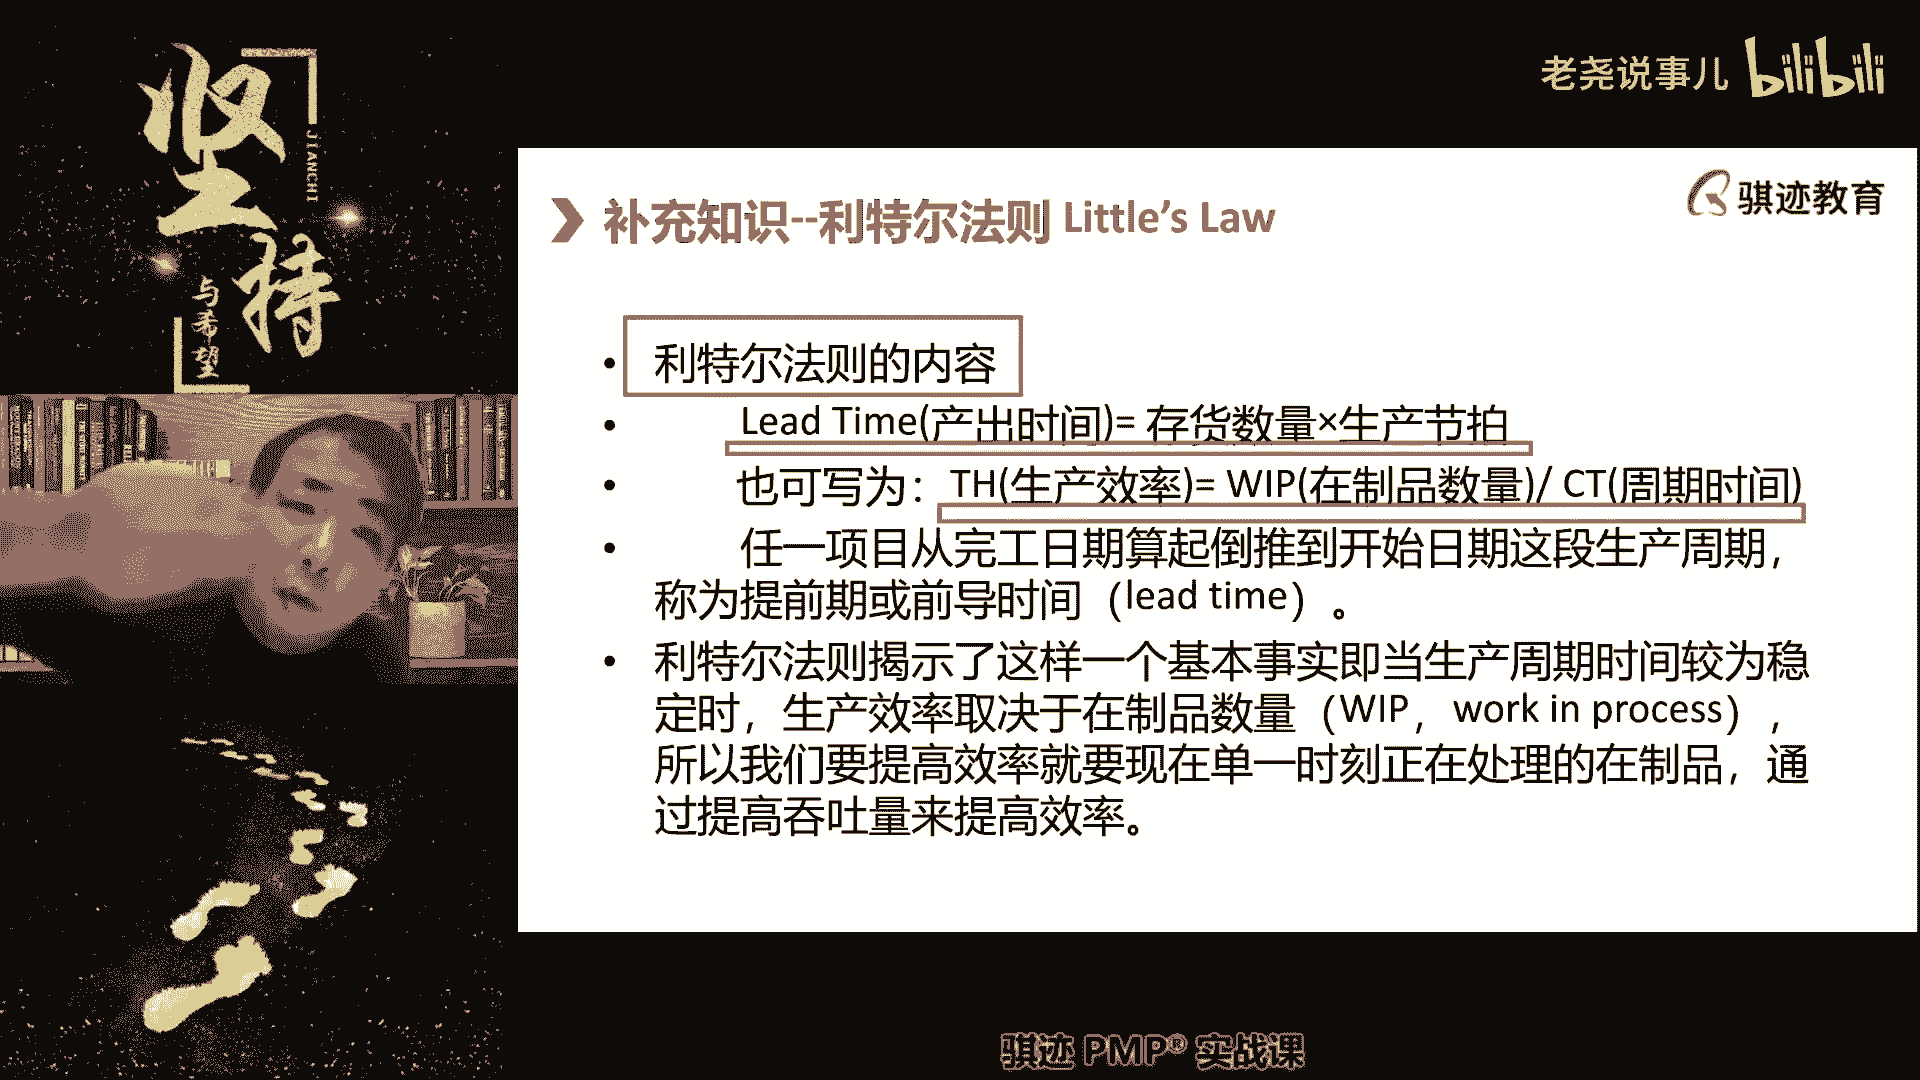 坚持
JIANCHI
与希望
老尧说事儿 bilibili
骐迹教育
补充知识--利特尔法则 Little's Law
• 利特尔法则的内容
• Lead Time(产出时间)= 存货数量×生产节拍
• 也可写为：TH(生产效率)= WIP(在制品数量)/ CT(周期时间)
• 任一项目从完工日期算起倒推到开始日期这段生产周期，
称为提前期或前导时间（lead time）。
• 利特尔法则揭示了这样一个基本事实即当生产周期时间较为稳
定时，生产效率取决于在制品数量（WIP，work in process），
所以我们要提高效率就要现在单一时刻正在处理的在制品，通
过提高吞吐量来提高效率。
骐迹 PMP® 实战课